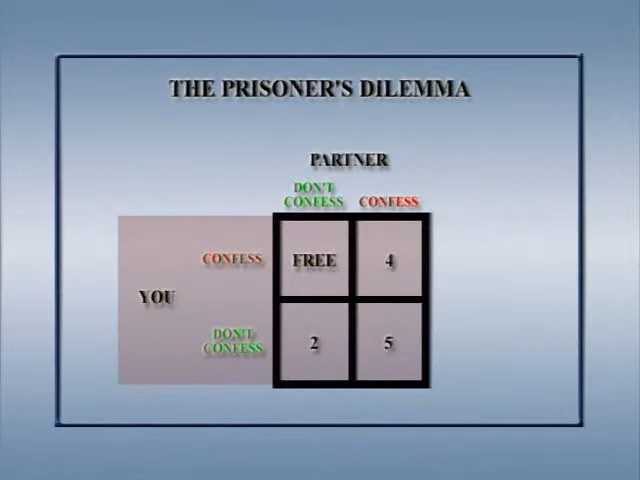 THE PRISONER'S DILEMMA
PARTNER
DON'T
CONFESS
CONFESS
CONFESS
FREE
4
YOU
DON'T
CONFESS
2
5